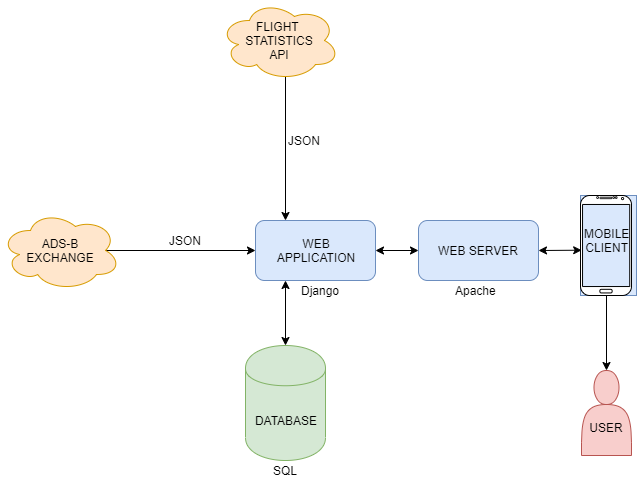 FLIGHT
STATISTICS
API
JSON
ADS-B
EXCHANGE
JSON
WEB
APPLICATION
Django
WEB SERVER
Apache
MOBILE
CLIENT
DATABASE
SQL
USER